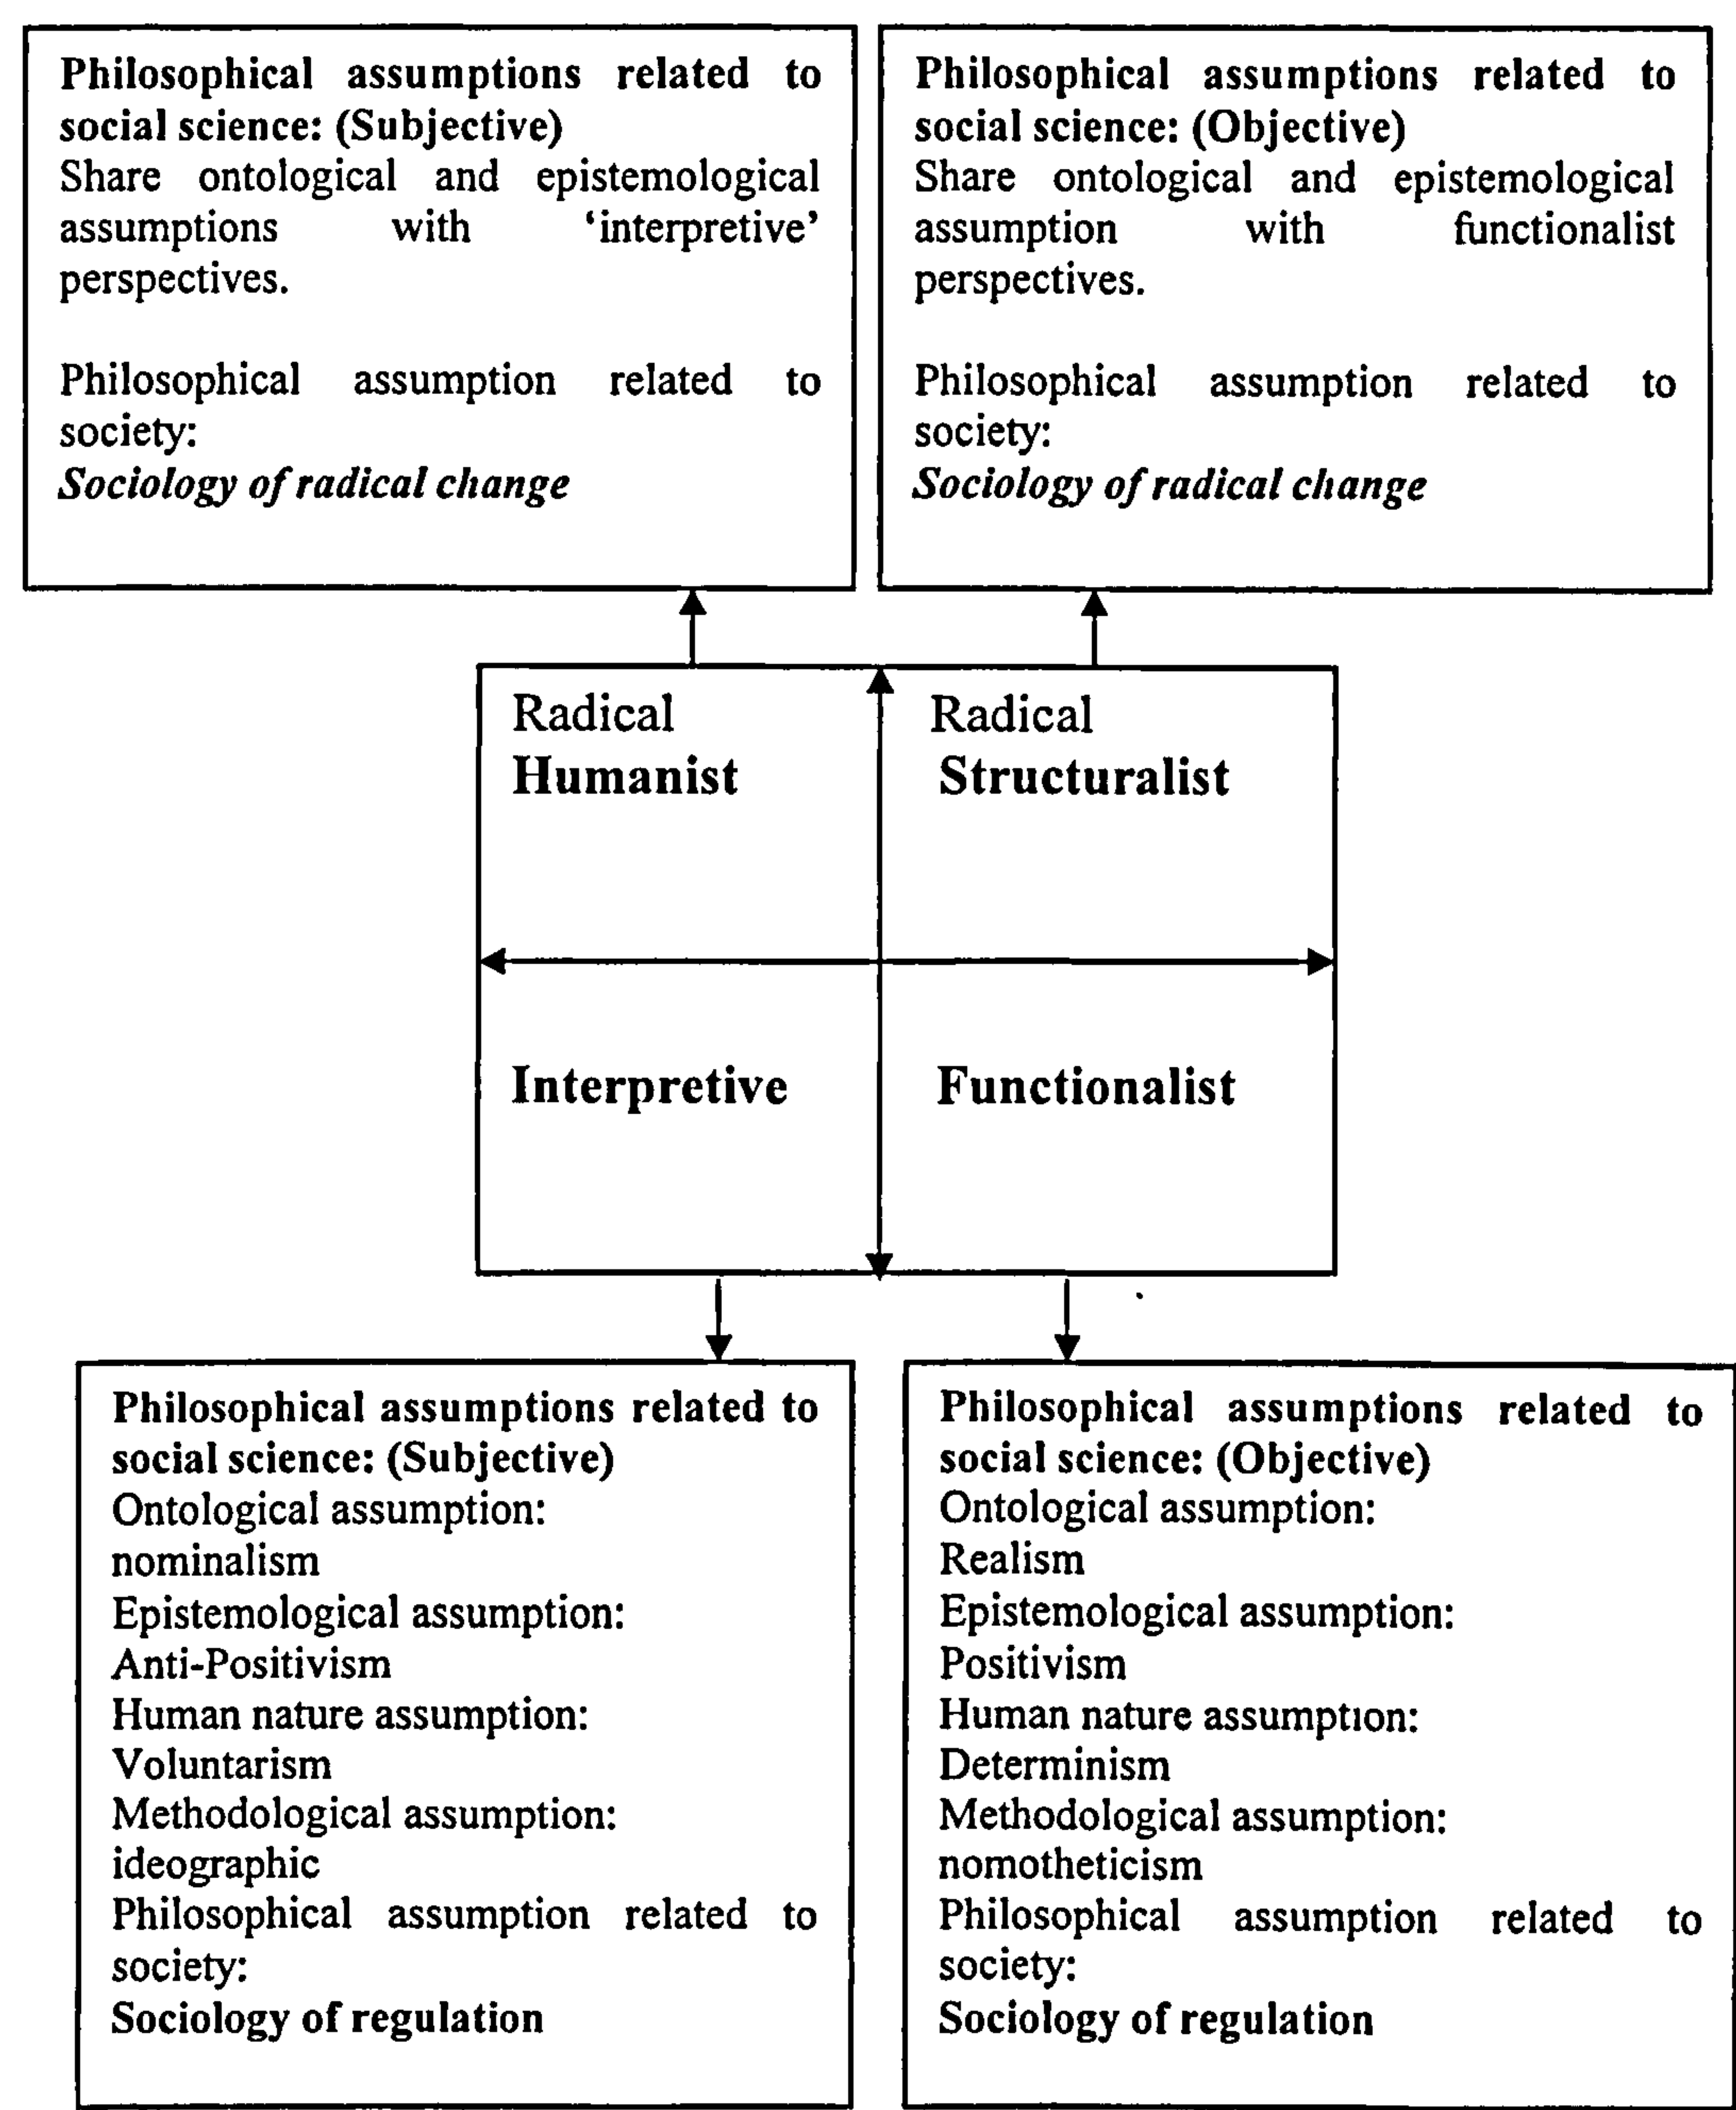 Philosophical assumptions related to
social science: (Subjective)
Share ontological and epistemological
assumptions with ‘interpretive’
perspectives.
Philosophical assumption related to
society:
Sociology of radical change
Philosophical assumptions related to
social science: (Objective)
Share ontological and epistemological
assumption with functionalist
perspectives.
Philosophical assumption related to
society:
Sociology of radical change
Radical
Humanist
Radical
Structuralist
Interpretive
Functionalist
Philosophical assumptions related to
social science: (Subjective)
Ontological assumption:
nominalism
Epistemological assumption:
Anti-Positivism
Human nature assumption:
Voluntarism
Methodological assumption:
ideographic
Philosophical assumption related to
society:
Sociology of regulation
Philosophical assumptions related to
social science: (Objective)
Ontological assumption:
Realism
Epistemological assumption:
Positivism
Human nature assumption:
Determinism
Methodological assumption:
nomotheticism
Philosophical assumption related to
society:
Sociology of regulation